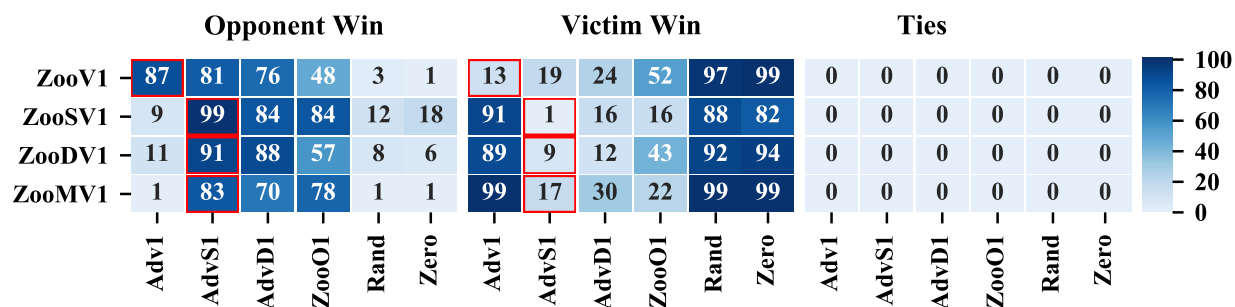 Opponent Win Victim Win Ties
ZooV1 87 81 76 48 3 1 13 19 24 52 97 99 0 0 0 0 0 0 100
ZooSV1 9 99 84 84 12 18 91 1 16 16 88 82 0 0 0 0 0 0 80
60
ZooDV1 11 91 88 57 8 6 89 9 12 43 92 94 0 0 0 0 0 0 40
ZooMV1 1 83 70 78 1 1 99 17 30 22 99 99 0 0 0 0 0 0 20
0
Adv1 AdvS1 AdvD1 ZooO1 Rand Zero Adv1 AdvS1 AdvD1 ZooO1 Rand Zero Adv1 AdvS1 AdvD1 ZooO1 Rand Zero